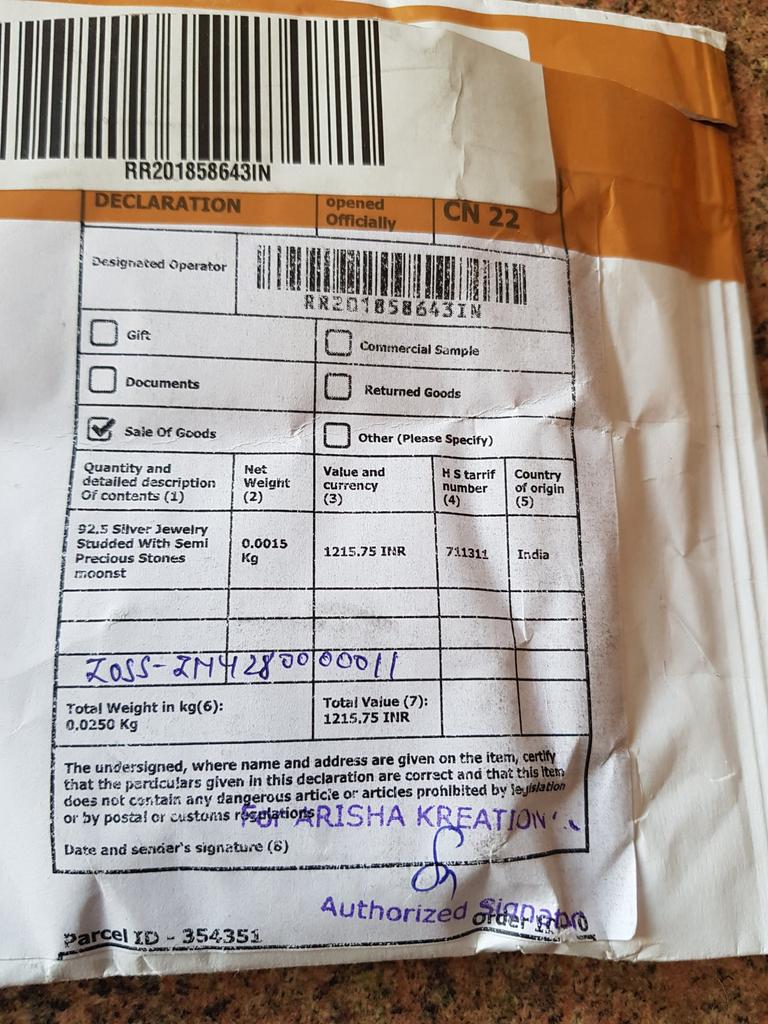 RR201858643IN
DECLARATION
opened
Officially
CN 22
Designated Operator
RR201858643IN
Gift
Commercial Sample
Documents
Returned Goods
Sale Of Goods
Other (Please Specify)
Quantity and
detailed description
Of contents (1)
Net
Weight
(2)
Value and
currency
(3)
H S tarrif
number
(4)
Country
of origin
(5)
92.5 Silver Jewelry
Studded With Semi
Precious Stones
moonst
0.0015
Kg
1215.75 INR
711311
India
IOSS-IM4280000011
Total Weight in kg(6):
0.0250 Kg
Total Value (7):
1215.75 INR
The undersigned, where name and address are given on the item, certify
that the particulars given in this declaration are correct and that this item
does not contain any dangerous article or articles prohibited by legislation
or by postal or customs regulations
For ARISHA KREATION
Date and sender's signature (8)
Authorized
order
Parcel ID - 354351